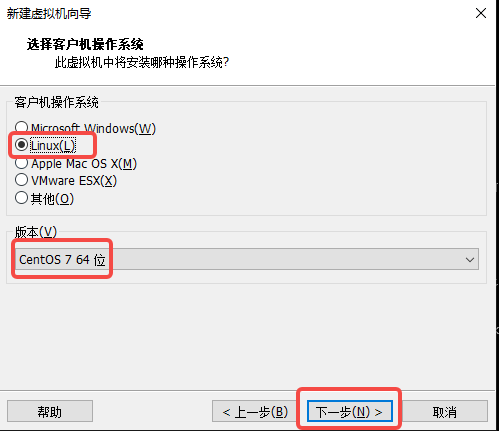 新建虚拟机向导
选择客户机操作系统
此虚拟机中将安装哪种操作系统?
客户机操作系统
Microsoft Windows(W)
Linux(L)
Apple Mac OS X(M)
VMware ESX(X)
其他(O)
版本(V)
CentOS 7 64 位
帮助
< 上一步(B)
下一步(N) >
取消